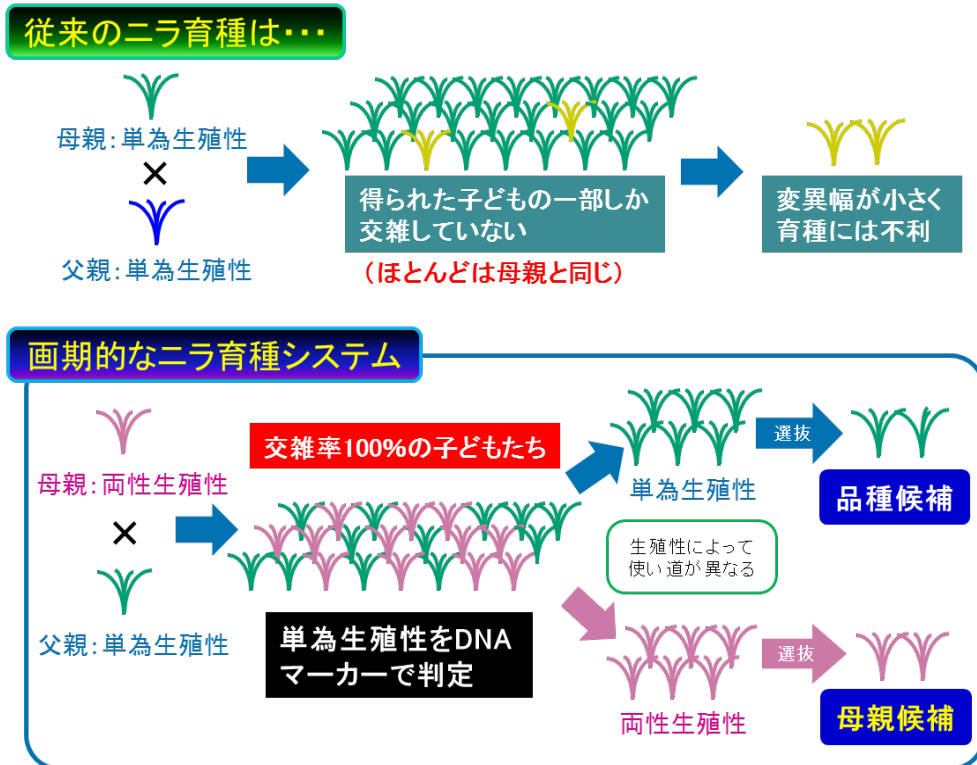 従来のニラ育種は・・・
母親：単為生殖性
×
父親：単為生殖性
得られた子どもの一部しか
交雑していない
（ほとんどは母親と同じ）
変異幅が小さく
育種には不利
画期的なニラ育種システム
母親：両性生殖性
×
父親：単為生殖性
交雑率100%の子どもたち
単為生殖性をDNA
マーカーで判定
単為生殖性
選抜
品種候補
生殖性によって
使い道が異なる
両性生殖性
選抜
母親候補